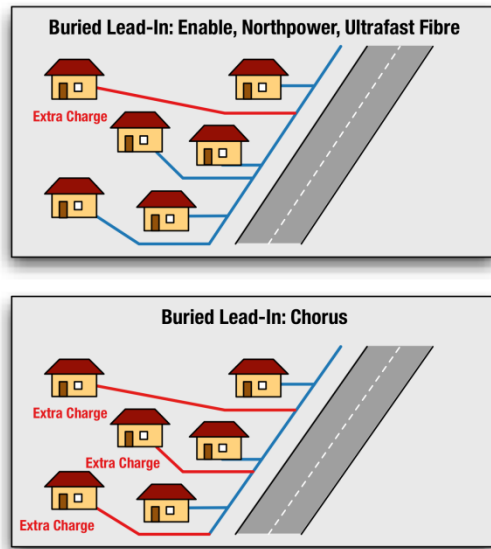 Buried Lead-In: Enable, Northpower, Ultrafast Fibre
Extra Charge
Buried Lead-In: Chorus
Extra Charge
Extra Charge
Extra Charge